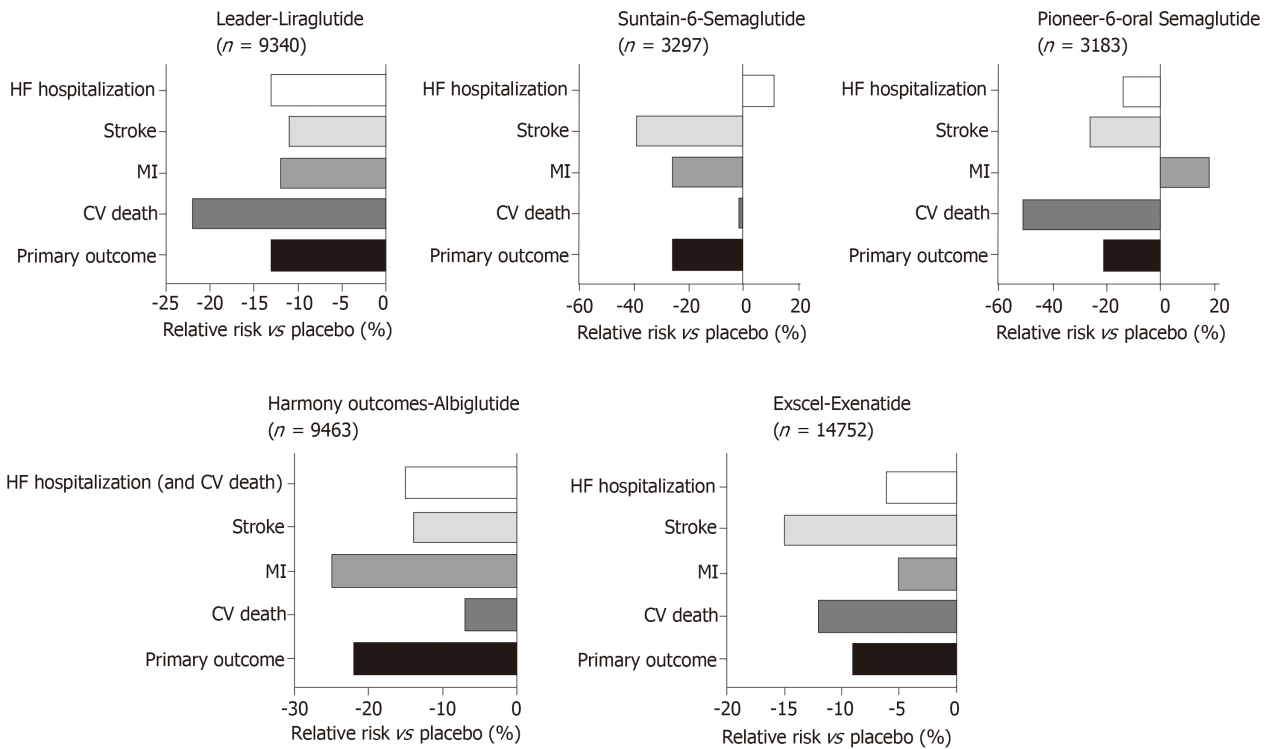 Leader-Liraglutide
(n = 9340)
HF hospitalization
Stroke
MI
CV death
Primary outcome
-25 -20 -15 -10 -5 0
Relative risk vs placebo (%)
Suntain-6-Semaglutide
(n = 3297)
HF hospitalization
Stroke
MI
CV death
Primary outcome
-60 -40 -20 0 20
Relative risk vs placebo (%)
Pioneer-6-oral Semaglutide
(n = 3183)
HF hospitalization
Stroke
MI
CV death
Primary outcome
-60 -40 -20 0 20
Relative risk vs placebo (%)
Harmony outcomes-Albiglutide
(n = 9463)
HF hospitalization (and CV death)
Stroke
MI
CV death
Primary outcome
-30 -20 -10 0
Relative risk vs placebo (%)
Exscel-Exenatide
(n = 14752)
HF hospitalization
Stroke
MI
CV death
Primary outcome
-20 -15 -10 -5 0
Relative risk vs placebo (%)